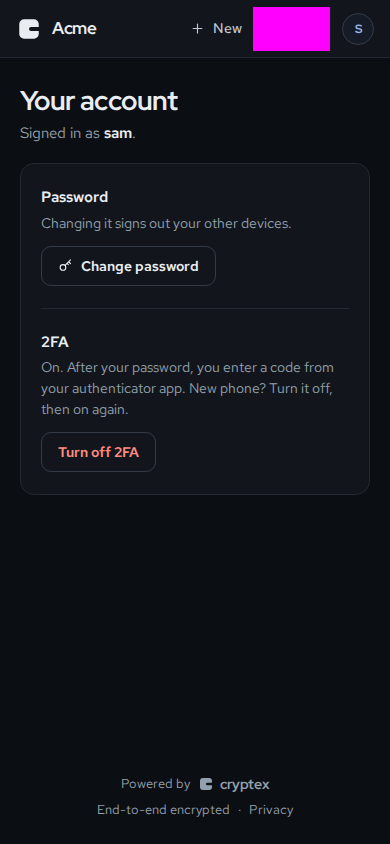 Acme
New
S
Your account
Signed in as sam.
Password
Changing it signs out your other devices.
Change password
2FA
On. After your password, you enter a code from
your authenticator app. New phone? Turn it off,
then on again.
Turn off 2FA
Powered by cryptex
End-to-end encrypted · Privacy